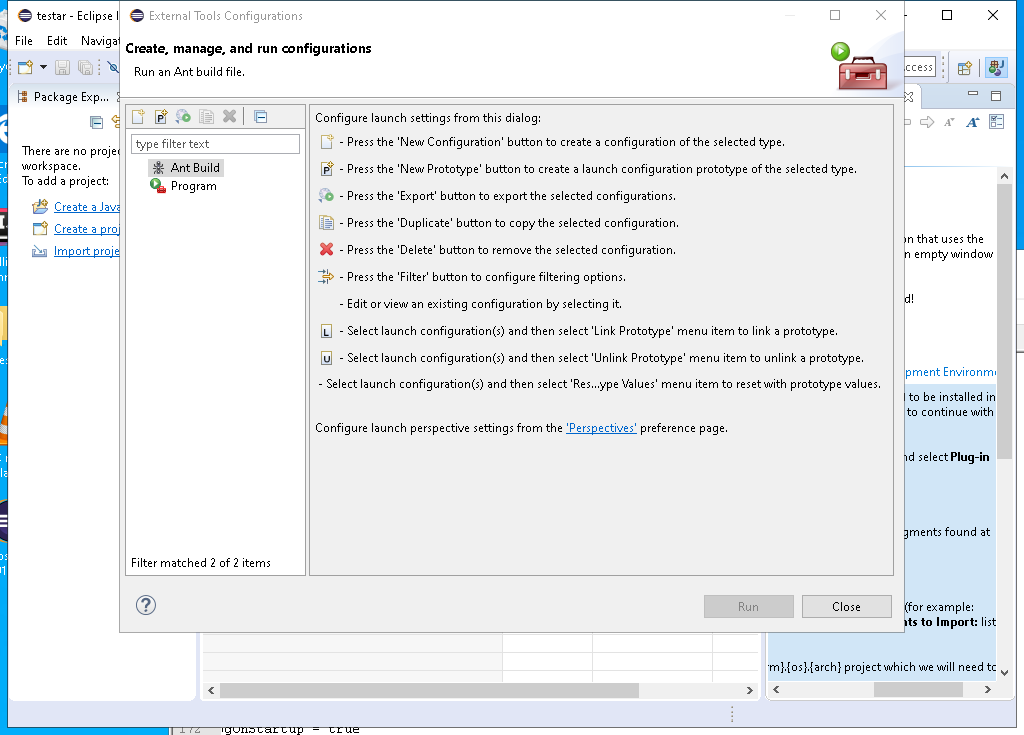 testar - Eclipse I
External Tools Configurations
File Edit Navigat
Create, manage, and run configurations
Run an Ant build file.
ccess
Package Exp...
type filter text
Ant Build
Program
Filter matched 2 of 2 items
There are no projec
workspace.
To add a project:
Create a Java
Create a proj
Import proje
Configure launch settings from this dialog:
- Press the 'New Configuration' button to create a configuration of the selected type.
- Press the 'New Prototype' button to create a launch configuration prototype of the selected type.
- Press the 'Export' button to export the selected configurations.
- Press the 'Duplicate' button to copy the selected configuration.
- Press the 'Delete' button to remove the selected configuration.
- Press the 'Filter' button to configure filtering options.
- Edit or view an existing configuration by selecting it.
L - Select launch configuration(s) and then select 'Link Prototype' menu item to link a prototype.
U - Select launch configuration(s) and then select 'Unlink Prototype' menu item to unlink a prototype.
- Select launch configuration(s) and then select 'Res...ype Values' menu item to reset with prototype values.
Configure launch perspective settings from the 'Perspectives' preference page.
Run
Close
on that uses the
n empty window
d!
pment Environme
to be installed in
to continue with
nd select Plug-in
gments found at
(for example:
nts to Import: list
rm}.{os}.{arch} project which we will need to
172 gOnStartup = true